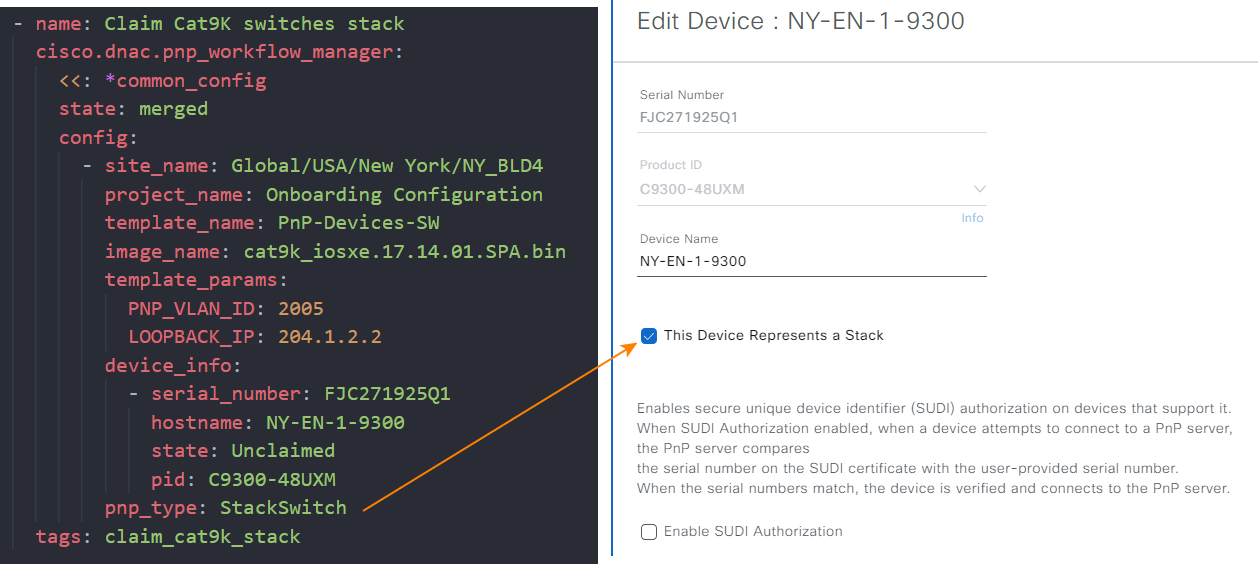 - name: Claim Cat9K switches stack
cisco.dnac.pnp_workflow_manager:
<<: *common_config
state: merged
config:
- site_name: Global/USA/New York/NY_BLD4
project_name: Onboarding Configuration
template_name: PnP-Devices-SW
image_name: cat9k_iosxe.17.14.01.SPA.bin
template_params:
PNP_VLAN_ID: 2005
LOOPBACK_IP: 204.1.2.2
device_info:
- serial_number: FJC271925Q1
hostname: NY-EN-1-9300
state: Unclaimed
pid: C9300-48UXM
pnp_type: StackSwitch
tags: claim_cat9k_stack
Edit Device : NY-EN-1-9300
Serial Number
FJC271925Q1
Product ID
C9300-48UXM
Info
Device Name
NY-EN-1-9300
This Device Represents a Stack
Enables secure unique device identifier (SUDI) authorization on devices that support it.
When SUDI Authorization enabled, when a device attempts to connect to a PnP server,
the PnP server compares
the serial number on the SUDI certificate with the user-provided serial number.
When the serial numbers match, the device is verified and connects to the PnP server.
Enable SUDI Authorization